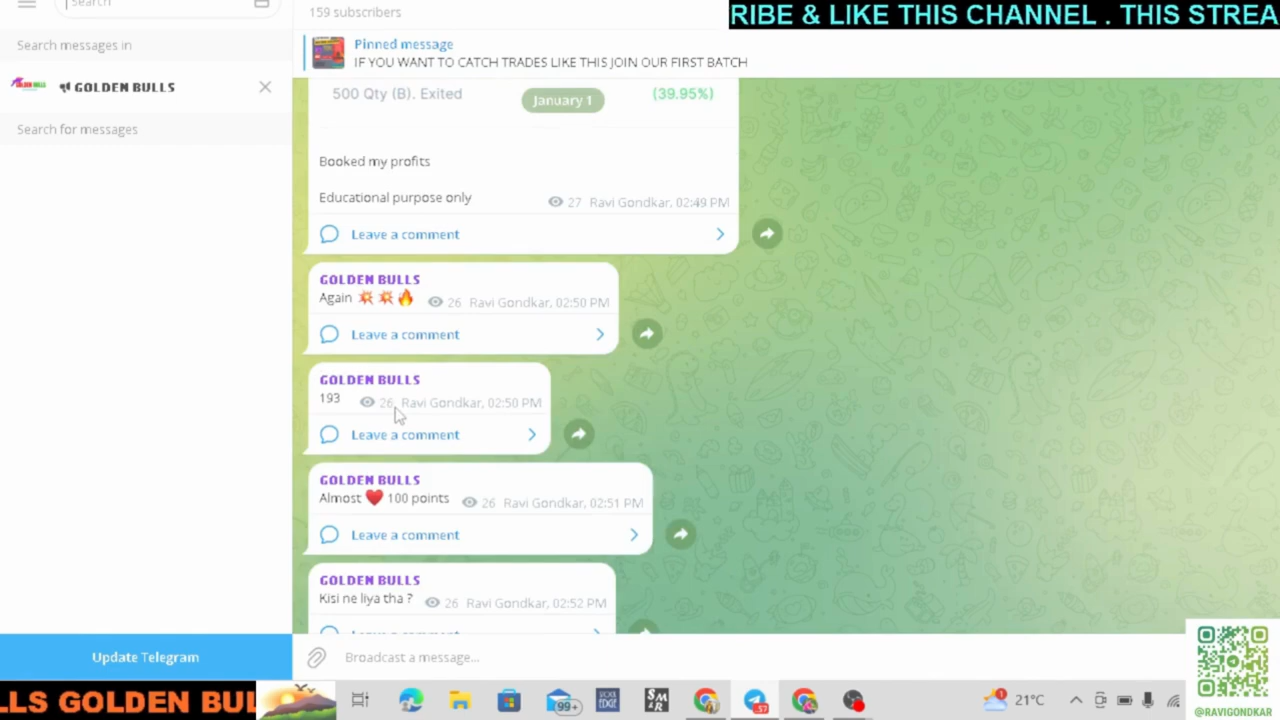 RIBE & LIKE THIS CHANNEL . THIS STREA
Search
159 subscribers
Search messages in
Pinned message
IF YOU WANT TO CATCH TRADES LIKE THIS JOIN OUR FIRST BATCH
GOLDEN BULLS
Search for messages
500 Qty (B). Exited
January 1
(39.95%)
Booked my profits
Educational purpose only
27 Ravi Gondkar, 02:49 PM
Leave a comment
GOLDEN BULLS
Again 💥 💥 🔥 26 Ravi Gondkar, 02:50 PM
Leave a comment
GOLDEN BULLS
193 26 Ravi Gondkar, 02:50 PM
Leave a comment
GOLDEN BULLS
Almost ❤️ 100 points 26 Ravi Gondkar, 02:51 PM
Leave a comment
GOLDEN BULLS
Kisi ne liya tha ? 26 Ravi Gondkar, 02:52 PM
Update Telegram
Broadcast a message...
LLS GOLDEN BUL
99+
21°C
@RAVIGONDKAR